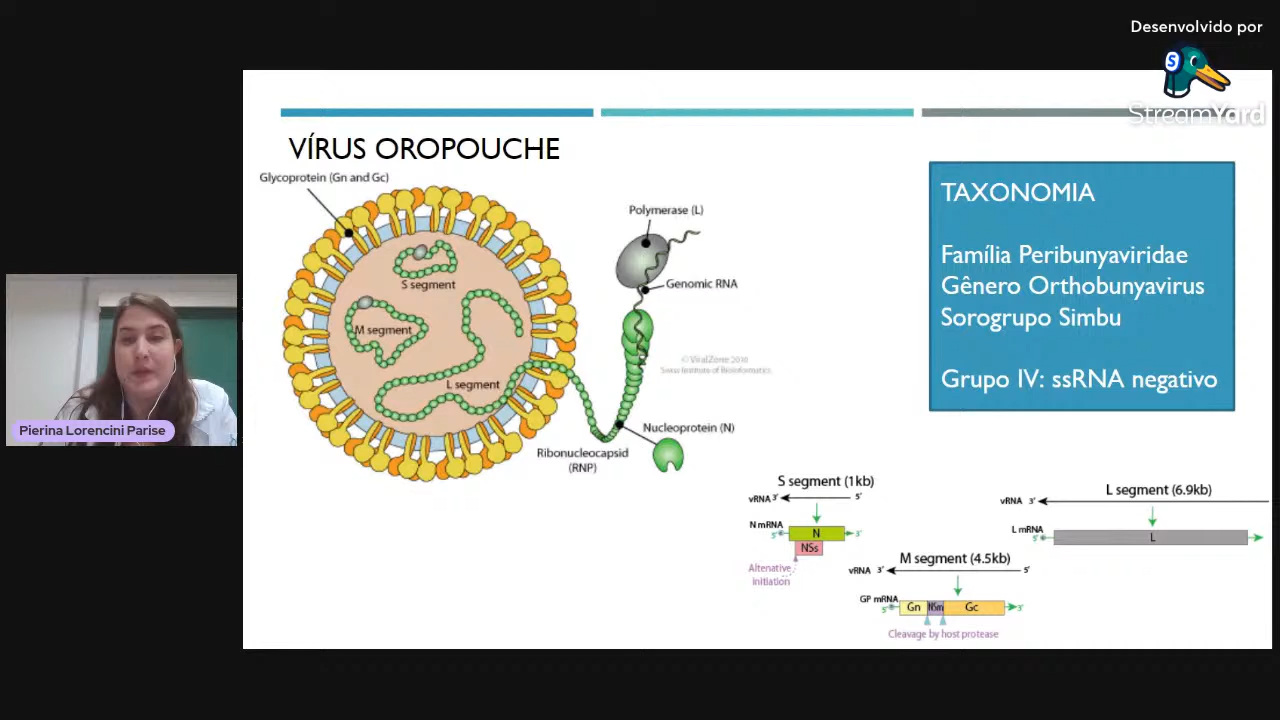 Desenvolvido por
StreamYard
VÍRUS OROPOUCHE
Glycoprotein (Gn and Gc)
Polymerase (L)
Genomic RNA
S segment
M segment
L segment
© ViralZone 2010
Swiss Institute of Bioinformatics
Nucleoprotein (N)
Ribonucleocapsid
(RNP)
TAXONOMIA
Família Peribunyaviridae
Gênero Orthobunyavirus
Sorogrupo Simbu
Grupo IV: ssRNA negativo
Pierina Lorencini Parise
S segment (1kb)
vRNA 3' 5'
N mRNA
5' N 3'
NSs
Altenative
initiation
M segment (4.5kb)
vRNA 3' 5'
GP mRNA
5' Gn NSm Gc 3'
Cleavage by host protease
L segment (6.9kb)
vRNA 3'
L mRNA
5' L